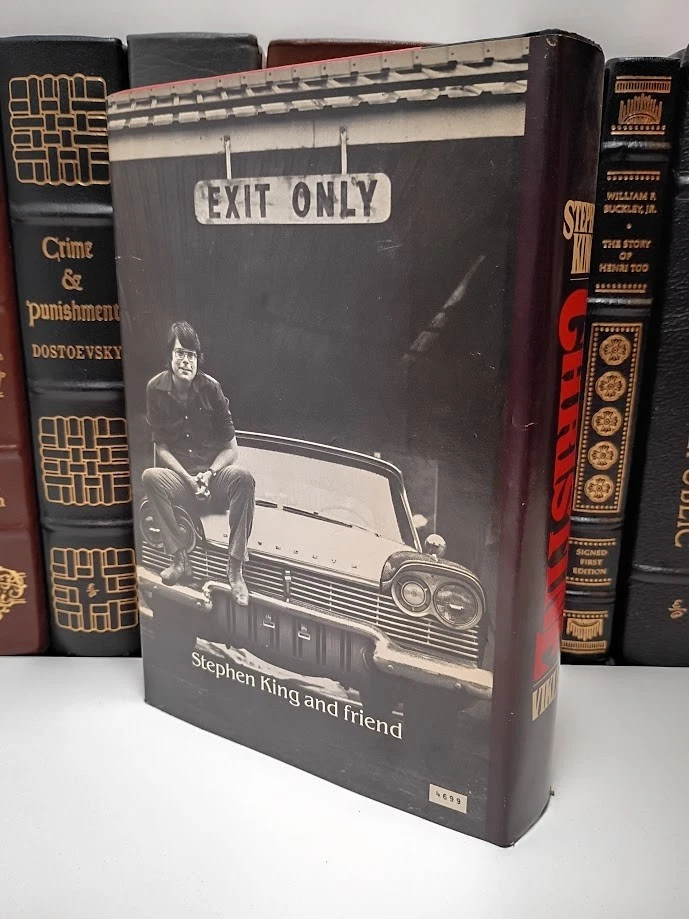 Crime
&
Punishment
DOSTOEVSKY
EXIT ONLY
Stephen King and friend
4699
STEPHEN
KING
CHRISTINE
VIKING
WILLIAM F.
BUCKLEY, JR.
THE STORY
OF
HENRI TOD
SIGNED
FIRST
EDITION